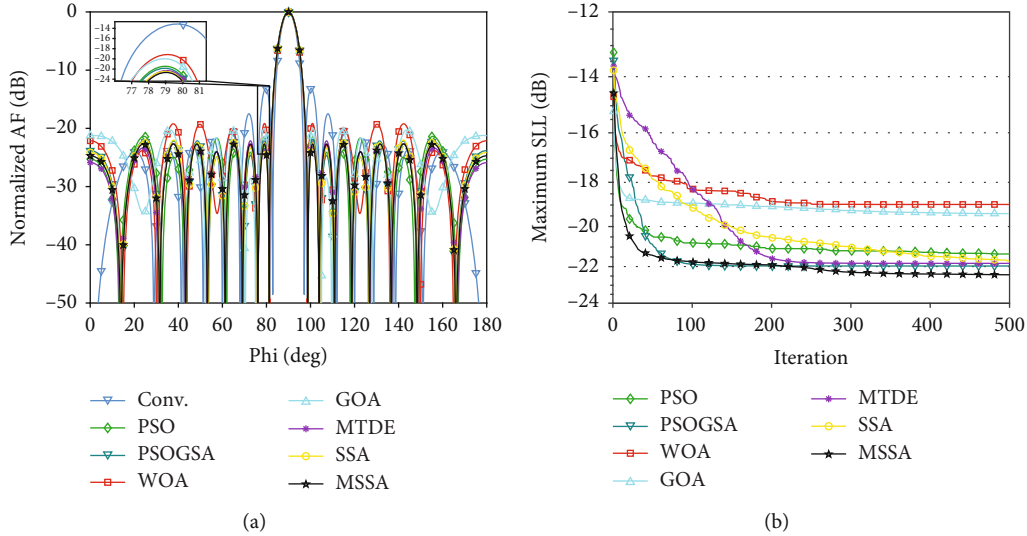 0
−10
−20
−30
−40
−50
Normalized AF (dB)
−14
−16
−18
−20
−22
−24
77 78 79 80 81
0 20 40 60 80 100 120 140 160 180
Phi (deg)
Conv.
PSO
PSOGSA
WOA
GOA
MTDE
SSA
MSSA
(a)
−12
−14
−16
−18
−20
−22
−24
Maximum SLL (dB)
0 100 200 300 400 500
Iteration
PSO
PSOGSA
WOA
GOA
MTDE
SSA
MSSA
(b)